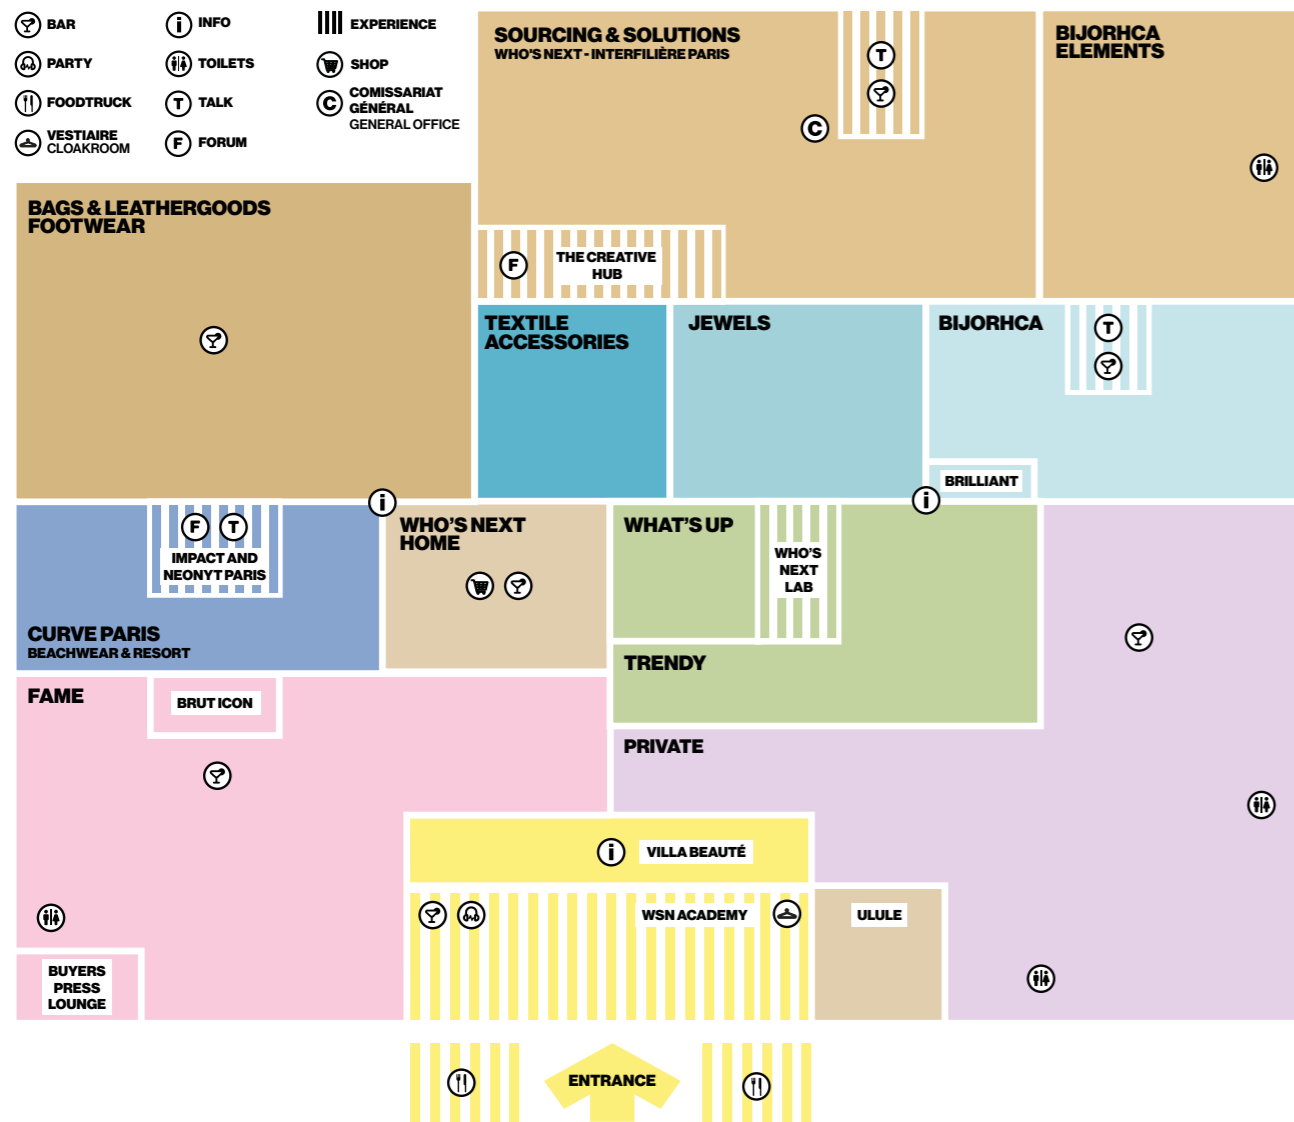 BAR
PARTY
FOODTRUCK
VESTIAIRE
CLOAKROOM
i
INFO
TOILETS
T
TALK
F
FORUM
EXPERIENCE
SHOP
C
COMISSARIAT
GÉNÉRAL
GENERAL OFFICE
SOURCING & SOLUTIONS
WHO'S NEXT - INTERFILIÈRE PARIS
T
C
BIJORHCA
ELEMENTS
BAGS & LEATHERGOODS
FOOTWEAR
F
THE CREATIVE
HUB
TEXTILE
ACCESSORIES
JEWELS
BIJORHCA
T
BRILLIANT
i
i
F
T
IMPACT AND
NEONYT PARIS
CURVE PARIS
BEACHWEAR & RESORT
WHO'S NEXT
HOME
WHAT'S UP
WHO'S
NEXT
LAB
TRENDY
FAME
BRUT ICON
PRIVATE
i
VILLA BEAUTÉ
WSN ACADEMY
ULULE
BUYERS
PRESS
LOUNGE
ENTRANCE